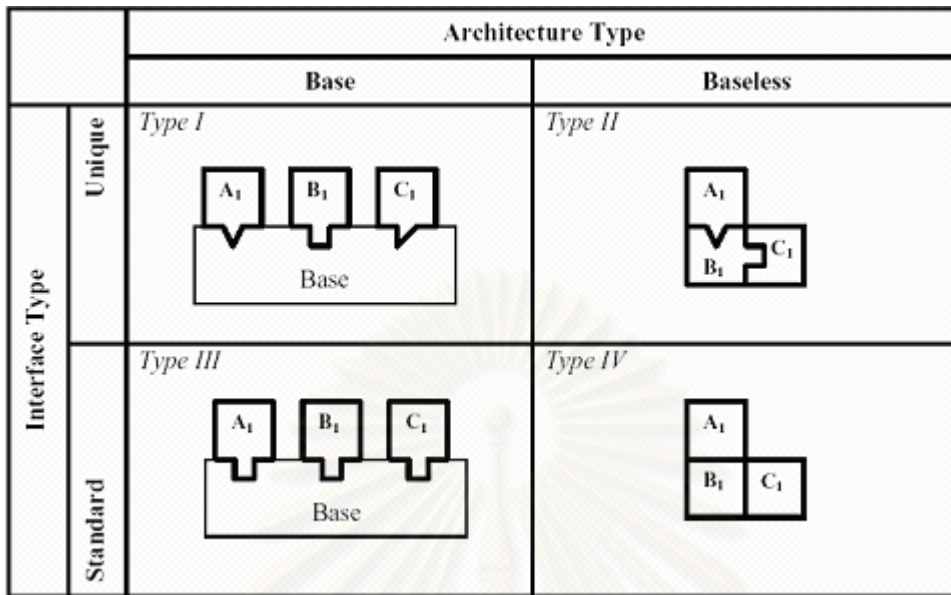 Architecture Type
Base Baseless
Interface Type
Unique
Type I
A₁ B₁ C₁
Base
Type II
A₁
B₁ C₁
Standard
Type III
A₁ B₁ C₁
Base
Type IV
A₁
B₁ C₁